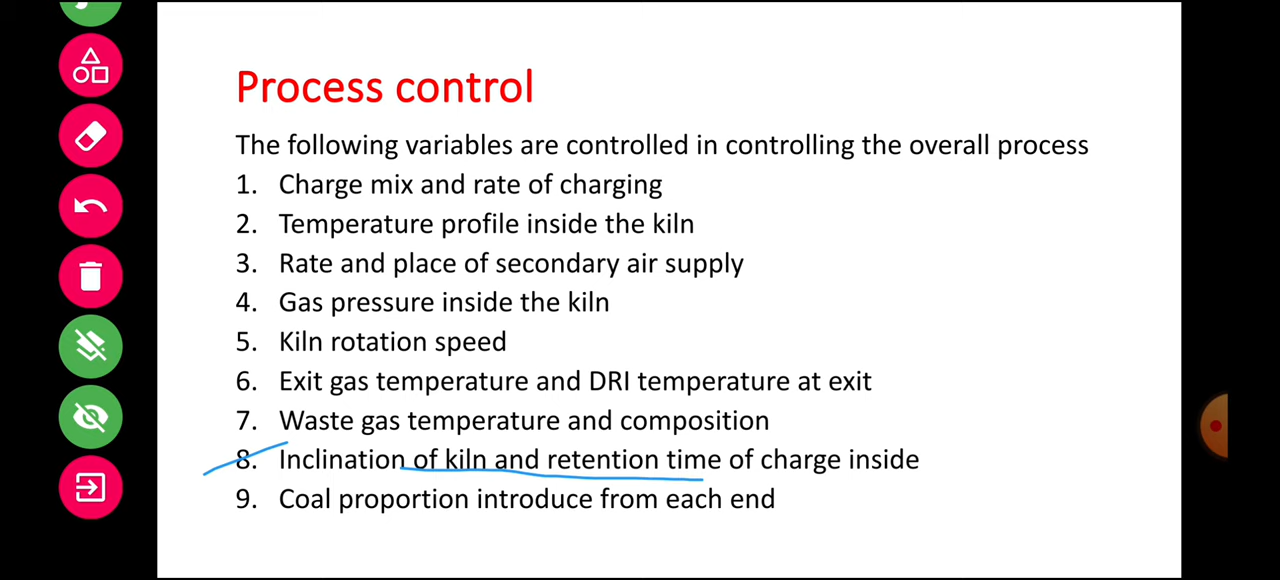 Process control
The following variables are controlled in controlling the overall process
1. Charge mix and rate of charging
2. Temperature profile inside the kiln
3. Rate and place of secondary air supply
4. Gas pressure inside the kiln
5. Kiln rotation speed
6. Exit gas temperature and DRI temperature at exit
7. Waste gas temperature and composition
8. Inclination of kiln and retention time of charge inside
9. Coal proportion introduce from each end